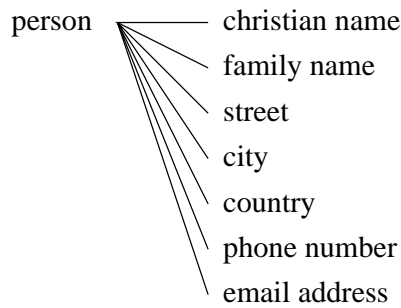 person
christian name
family name
street
city
country
phone number
email address